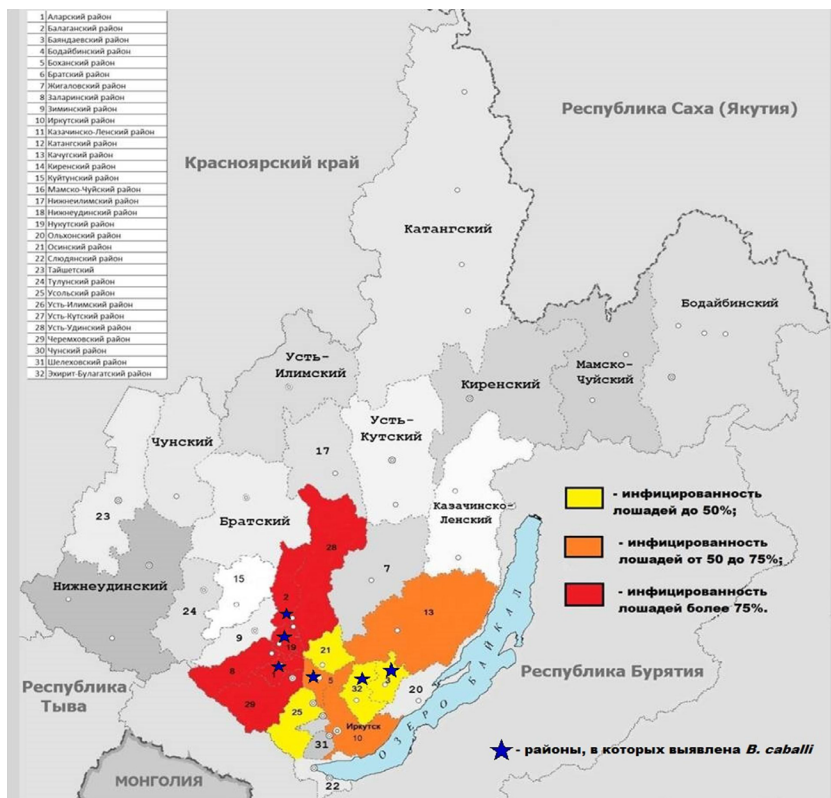 1 Аларский район
2 Балаганский район
3 Баяндаевский район
4 Бодайбинский район
5 Боханский район
6 Братский район
7 Жигаловский район
8 Заларинский район
9 Зиминский район
10 Иркутский район
11 Казачинско-Ленский район
12 Катангский район
13 Качугский район
14 Киренский район
15 Куйтунский район
16 Мамско-Чуйский район
17 Нижнеилимский район
18 Нижнеудинский район
19 Нукутский район
20 Ольхонский район
21 Осинский район
22 Слюдянский район
23 Тайшетский
24 Тулунский район
25 Усольский район
26 Усть-Илимский район
27 Усть-Кутский район
28 Усть-Удинский район
29 Черемховский район
30 Чунский район
31 Шелеховский район
32 Эхирит-Булагатский район
Республика Саха (Якутия)
Красноярский край
Катангский
Бодайбинский
Усть-
Илимский
Киренский
Мамско-
Чуйский
Усть-
Кутский
Чунский
17
23
Братский
Казачинско-
Ленский
- инфицированность
лошадей до 50%;
- инфицированность
лошадей от 50 до 75%;
- инфицированность
лошадей более 75%.
28
7
15
Нижнеудинский
24
2
13
9
19
21
8
1
5
32
3
20
29
25
Иркутск
10
31
22
ОЗЕРО БАЙКАЛ
Республика Бурятия
Республика
Тыва
МОНГОЛИЯ
- районы, в которых выявлена B. caballi